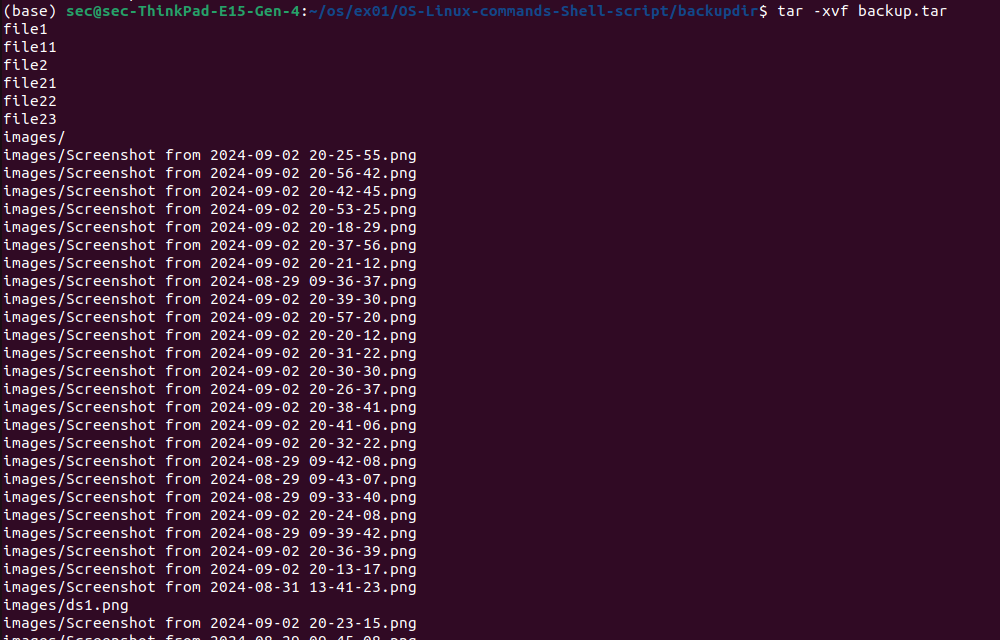 (base) sec@sec-ThinkPad-E15-Gen-4:~/os/ex01/OS-Linux-commands-Shell-script/backupdir$ tar -xvf backup.tar
file1
file11
file2
file21
file22
file23
images/
images/Screenshot from 2024-09-02 20-25-55.png
images/Screenshot from 2024-09-02 20-56-42.png
images/Screenshot from 2024-09-02 20-42-45.png
images/Screenshot from 2024-09-02 20-53-25.png
images/Screenshot from 2024-09-02 20-18-29.png
images/Screenshot from 2024-09-02 20-37-56.png
images/Screenshot from 2024-09-02 20-21-12.png
images/Screenshot from 2024-08-29 09-36-37.png
images/Screenshot from 2024-09-02 20-39-30.png
images/Screenshot from 2024-09-02 20-57-20.png
images/Screenshot from 2024-09-02 20-20-12.png
images/Screenshot from 2024-09-02 20-31-22.png
images/Screenshot from 2024-09-02 20-30-30.png
images/Screenshot from 2024-09-02 20-26-37.png
images/Screenshot from 2024-09-02 20-38-41.png
images/Screenshot from 2024-09-02 20-41-06.png
images/Screenshot from 2024-09-02 20-32-22.png
images/Screenshot from 2024-08-29 09-42-08.png
images/Screenshot from 2024-08-29 09-43-07.png
images/Screenshot from 2024-08-29 09-33-40.png
images/Screenshot from 2024-09-02 20-24-08.png
images/Screenshot from 2024-08-29 09-39-42.png
images/Screenshot from 2024-09-02 20-36-39.png
images/Screenshot from 2024-09-02 20-13-17.png
images/Screenshot from 2024-08-31 13-41-23.png
images/ds1.png
images/Screenshot from 2024-09-02 20-23-15.png